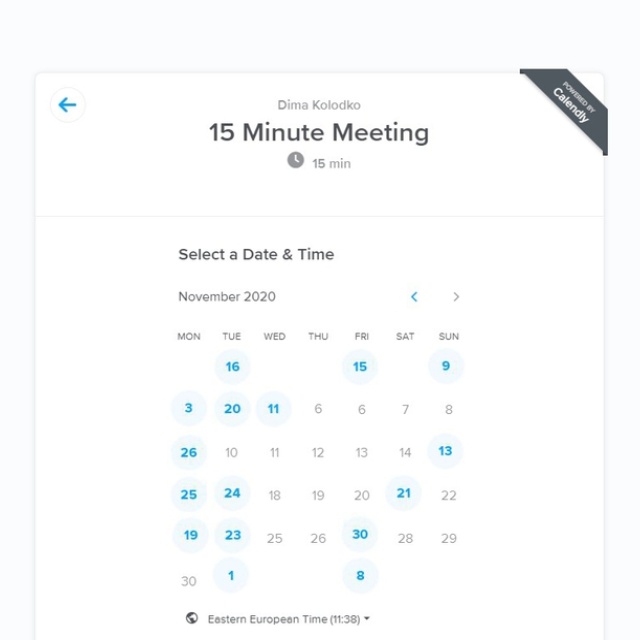 POWERED BY
Calendly
Dima Kolodko
15 Minute Meeting
15 min
Select a Date & Time
November 2020
MON TUE WED THU FRI SAT SUN
16 15 9
3 20 11 6 6 7 8
26 10 11 12 13 14 13
25 24 18 19 20 21 22
19 23 25 26 30 28 29
30 1 8
Eastern European Time (11:38)